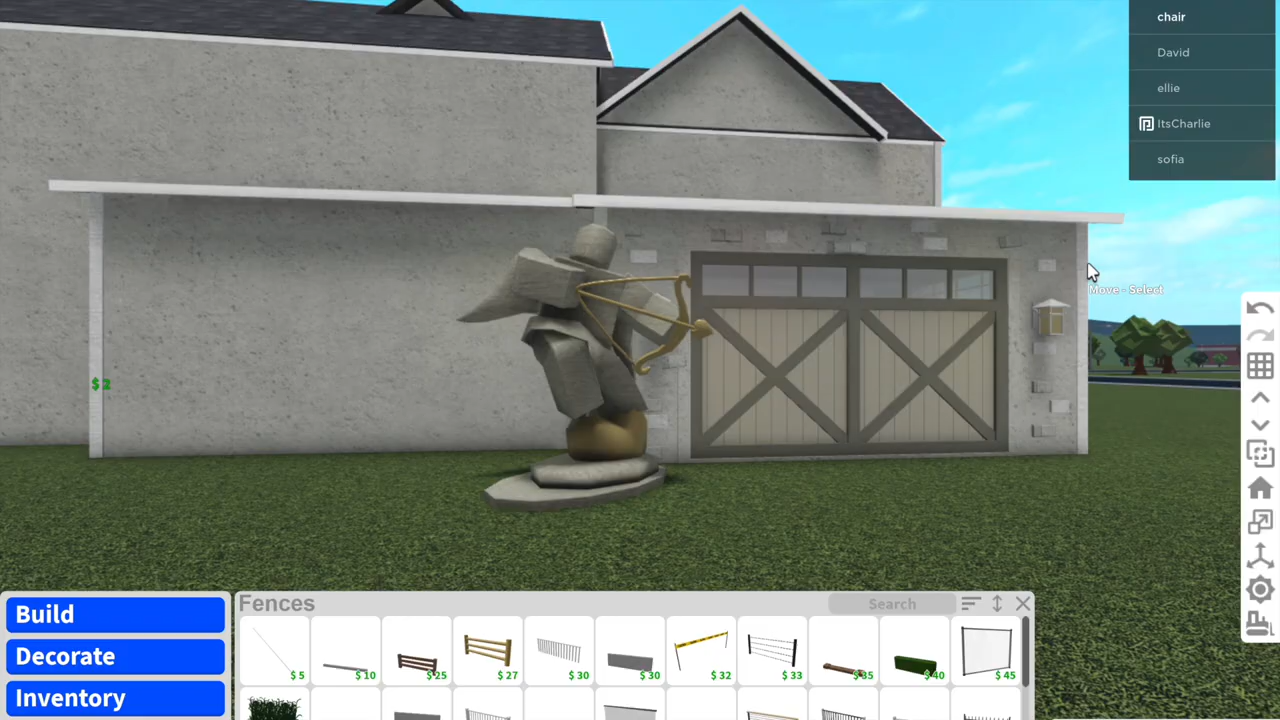 chair
David
ellie
ItsCharlie
sofia
Move - Select
$ 2
Build
Decorate
Inventory
Fences
Search
$ 5
$ 10
$ 25
$ 27
$ 30
$ 30
$ 32
$ 33
$ 35
$ 40
$ 45